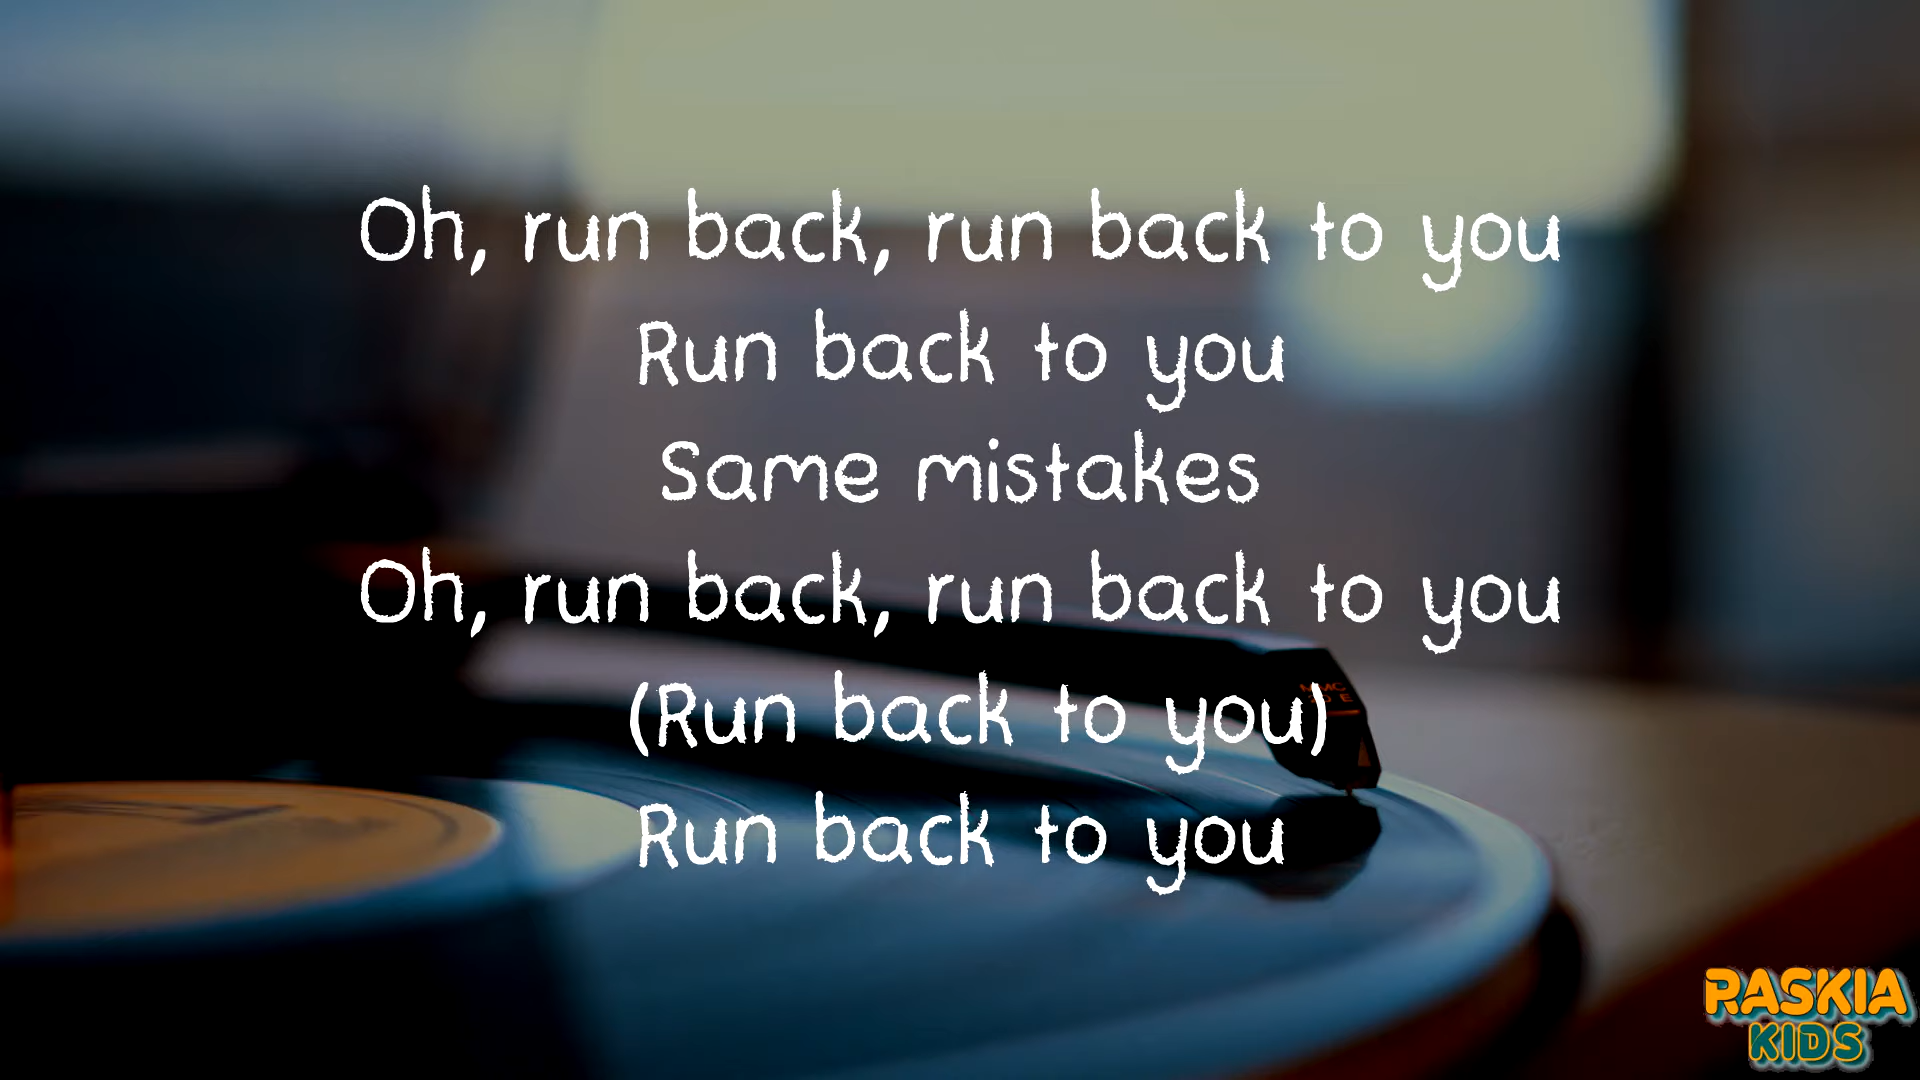 Oh, run back, run back to you
Run back to you
Same mistakes
Oh, run back, run back to you
(Run back to you)
Run back to you
RASKIA
KIDS